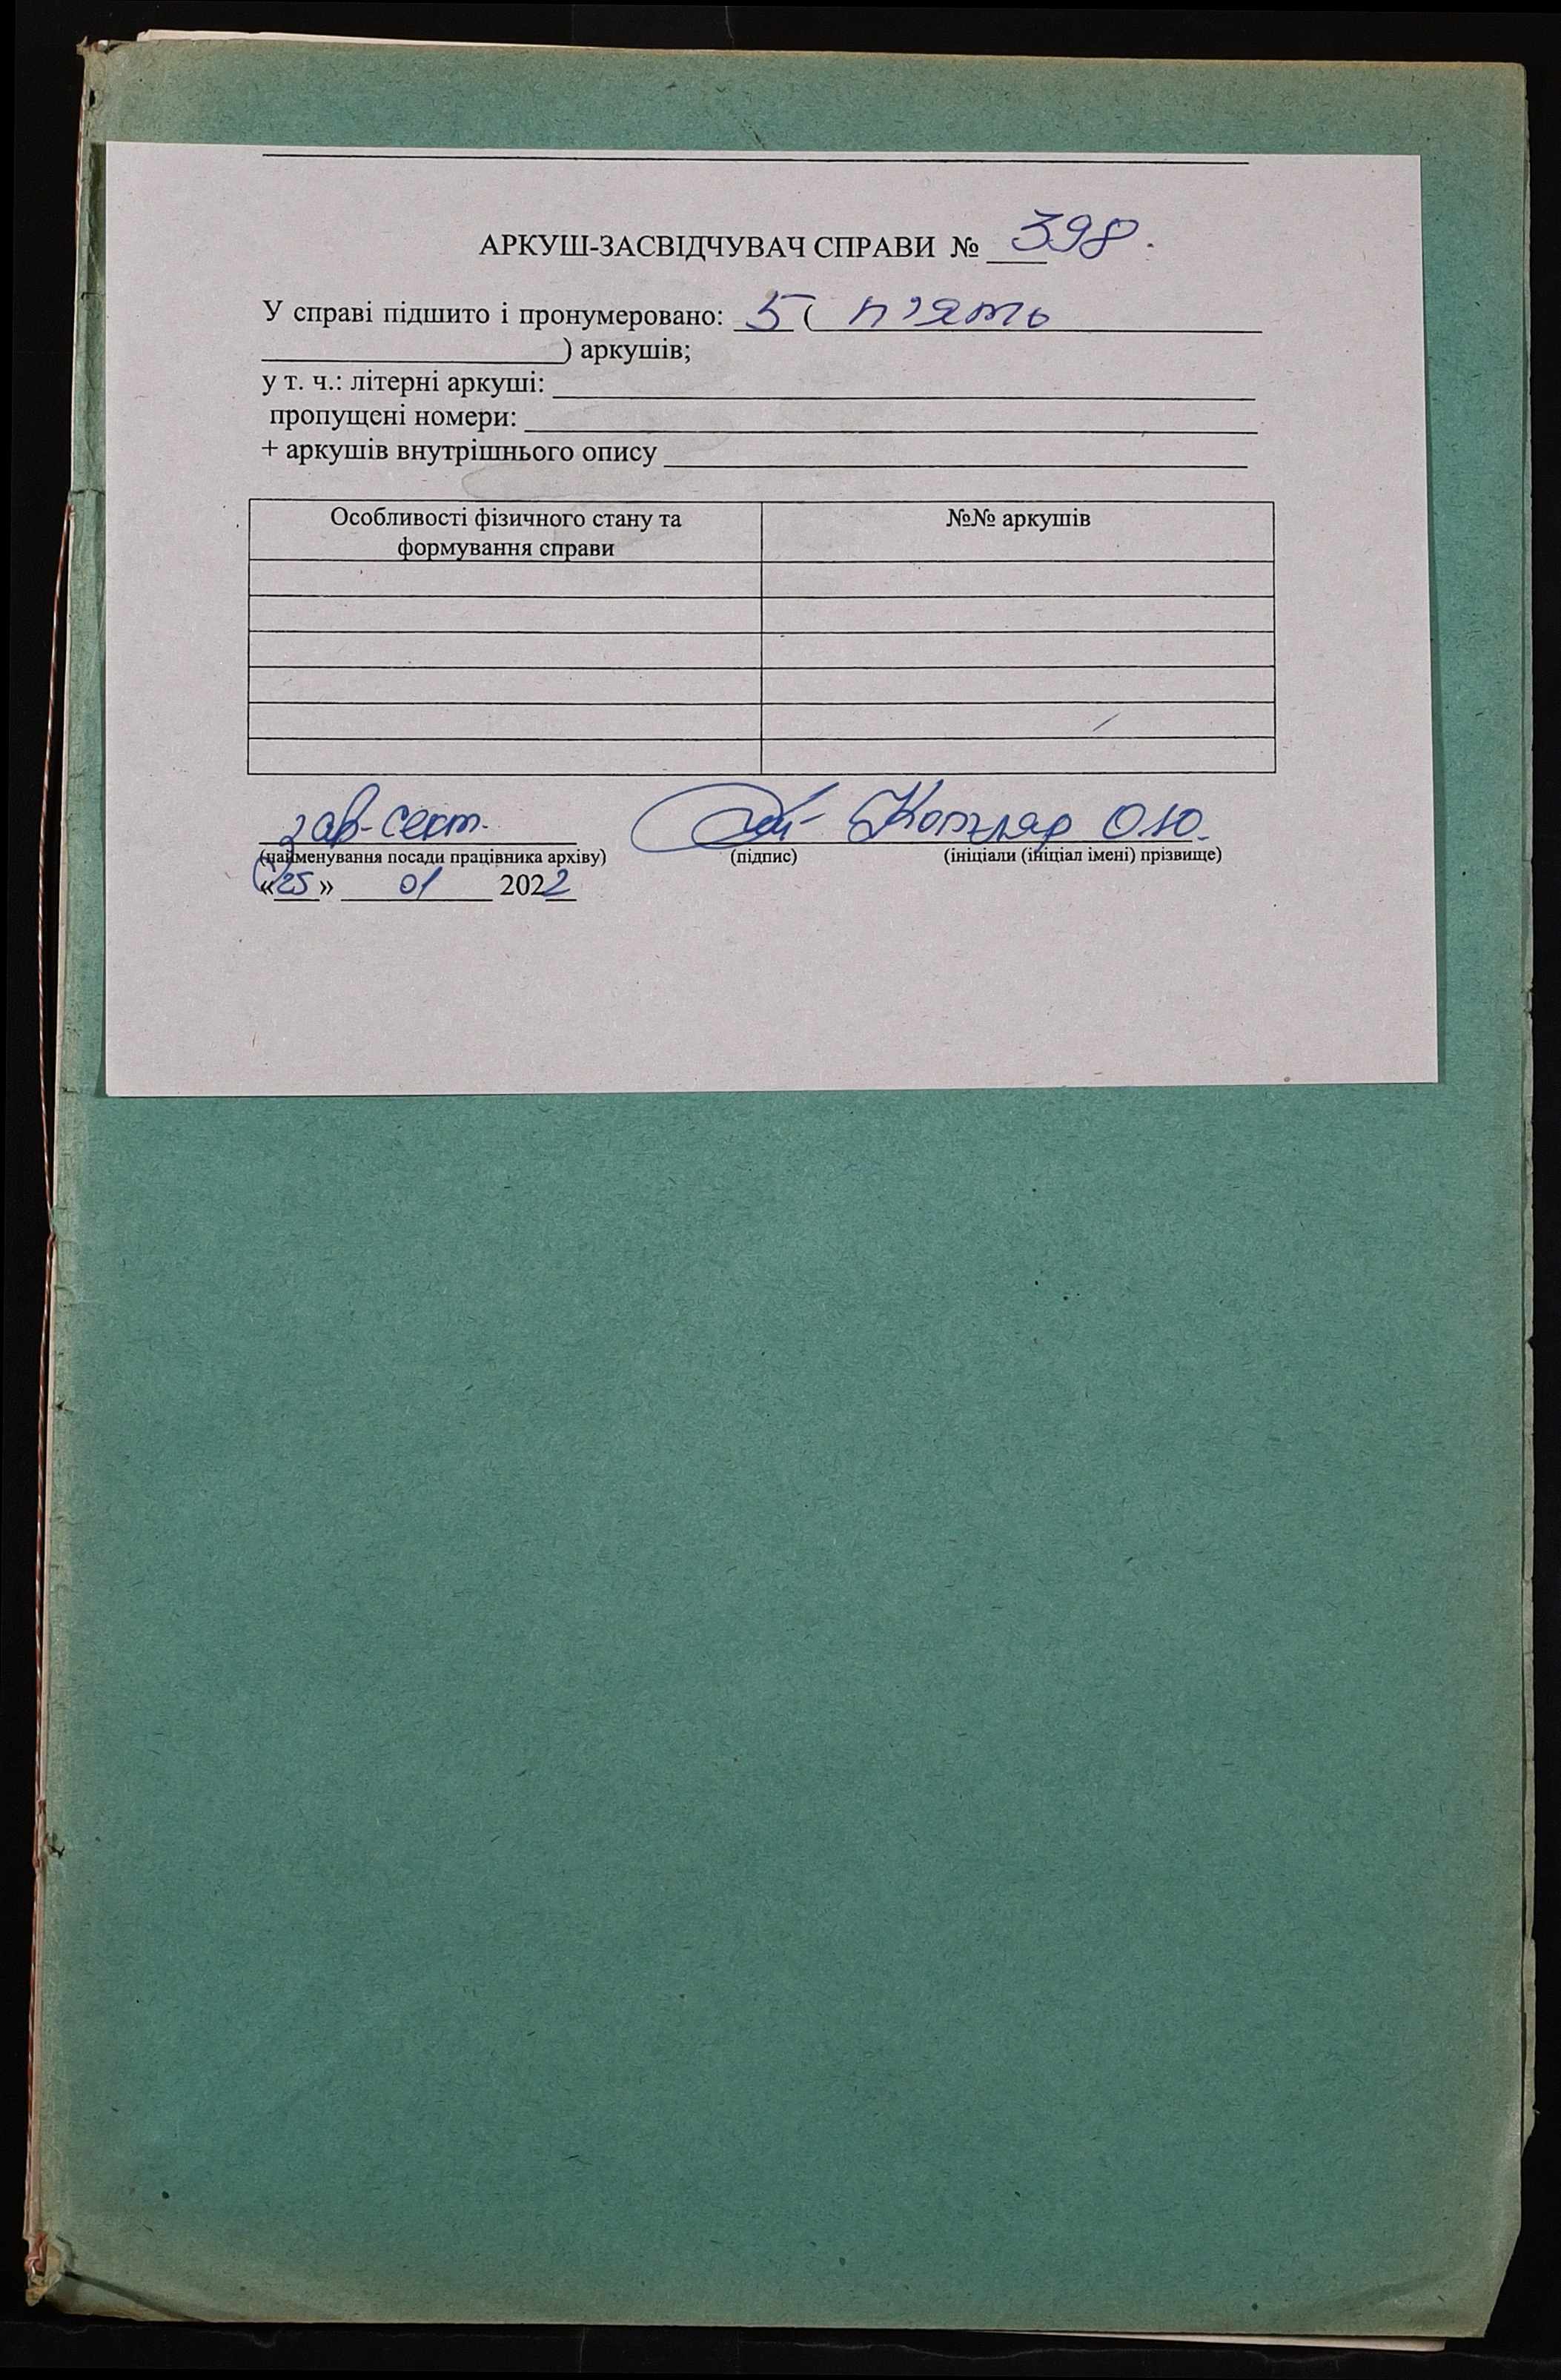 АРКУШ-ЗАСВІДЧУВАЧ СПРАВИ № 398.
У справі підшито і пронумеровано: 5 ( п'ять
) аркушів;
у т. ч.: літерні аркуші:
пропущені номери:
+ аркушів внутрішнього опису
Особливості фізичного стану та №№ аркушів
формування справи
зав. сект. О.Ю.
(найменування посади працівника архіву) (підпис) (ініціали (ініціал імені) прізвище)
«25» 01 2022